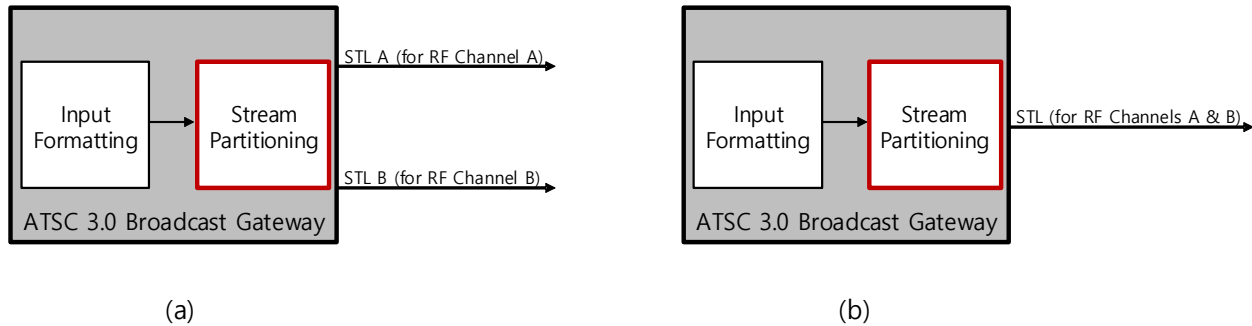 STL A (for RF Channel A)
Input
Formatting
Stream
Partitioning
STL B (for RF Channel B)
ATSC 3.0 Broadcast Gateway
(a)
Input
Formatting
Stream
Partitioning
STL (for RF Channels A & B)
ATSC 3.0 Broadcast Gateway
(b)